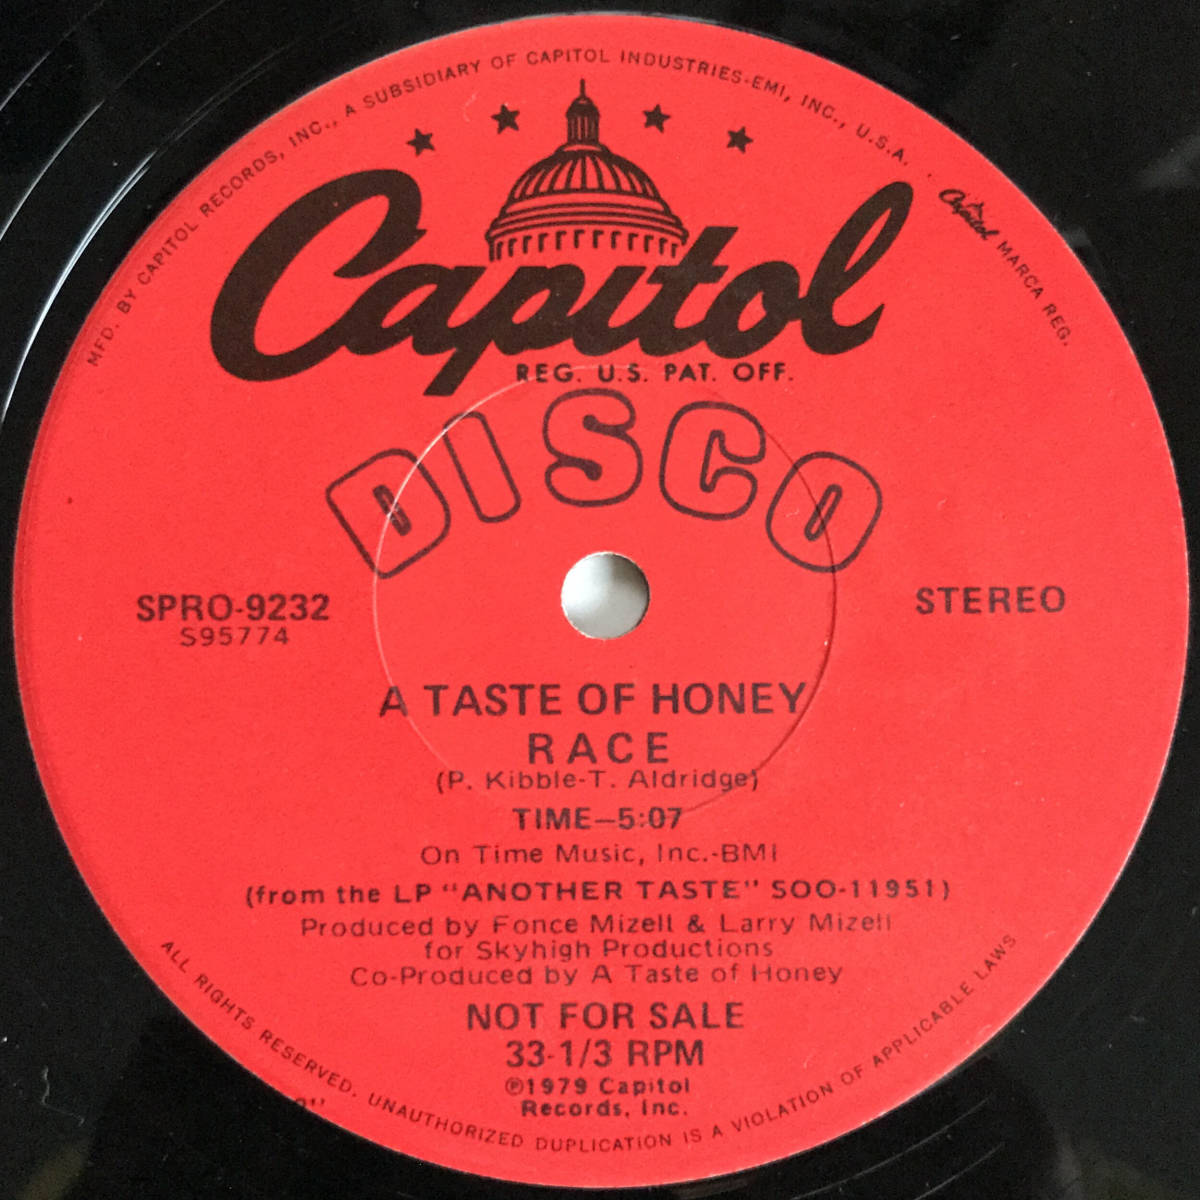 MFD. BY CAPITOL RECORDS, INC., A SUBSIDIARY OF CAPITOL INDUSTRIES-EMI, INC., U.S.A.
Capitol MARCA REG.
Capitol
REG. U.S. PAT. OFF.
DISCO
SPRO-9232
S95774
STEREO
A TASTE OF HONEY
RACE
(P. Kibble-T. Aldridge)
TIME—5:07
On Time Music, Inc.-BMI
(from the LP "ANOTHER TASTE" SOO-11951)
Produced by Fonce Mizell & Larry Mizell
for Skyhigh Productions
Co-Produced by A Taste of Honey
NOT FOR SALE
33-1/3 RPM
℗1979 Capitol
Records, Inc.
ALL RIGHTS RESERVED. UNAUTHORIZED DUPLICATION IS A VIOLATION OF APPLICABLE LAWS